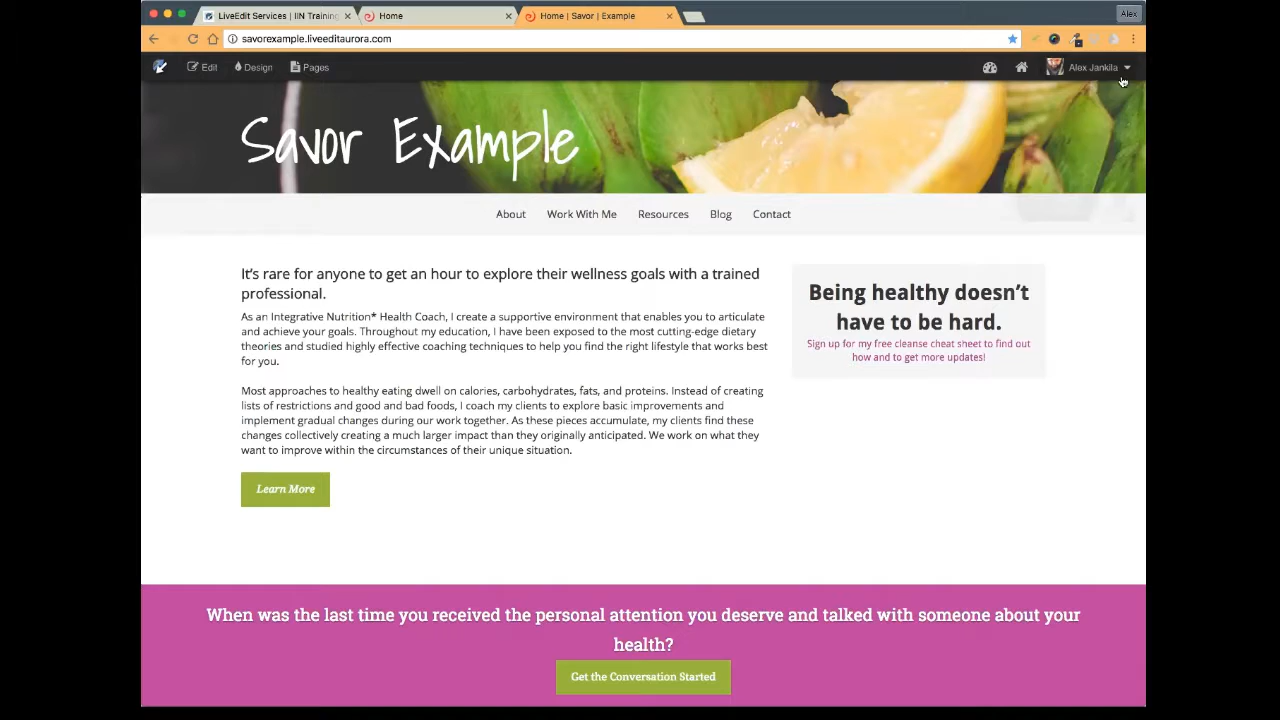 LiveEdit Services | IIN Training
Home
Home | Savor | Example
Alex
savorexample.liveeditaurora.com
Edit
Design
Pages
Alex Jankila
Savor Example
About
Work With Me
Resources
Blog
Contact
It's rare for anyone to get an hour to explore their wellness goals with a trained
professional.
As an Integrative Nutrition* Health Coach, I create a supportive environment that enables you to articulate
and achieve your goals. Throughout my education, I have been exposed to the most cutting-edge dietary
theories and studied highly effective coaching techniques to help you find the right lifestyle that works best
for you.
Most approaches to healthy eating dwell on calories, carbohydrates, fats, and proteins. Instead of creating
lists of restrictions and good and bad foods, I coach my clients to explore basic improvements and
implement gradual changes during our work together. As these pieces accumulate, my clients find these
changes collectively creating a much larger impact than they originally anticipated. We work on what they
want to improve within the circumstances of their unique situation.
Learn More
Being healthy doesn't
have to be hard.
Sign up for my free cleanse cheat sheet to find out
how and to get more updates!
When was the last time you received the personal attention you deserve and talked with someone about your
health?
Get the Conversation Started